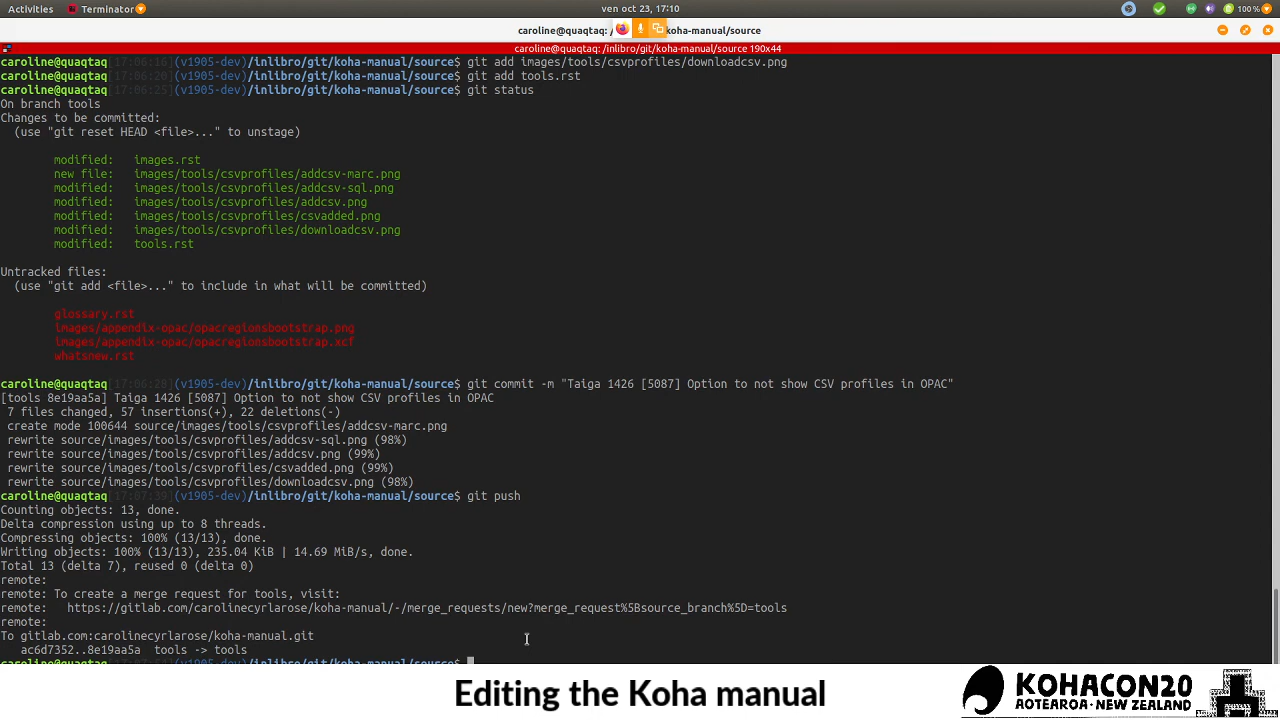 Activities
Terminator
ven oct 23, 17:10
100%
caroline@quaqtaq: /inlibro/git/koha-manual/source 190x44
caroline@quaqtaq[17:06:16](v1905-dev)/inlibro/git/koha-manual/source$ git add images/tools/csvprofiles/downloadcsv.png
caroline@quaqtaq[17:06:20](v1905-dev)/inlibro/git/koha-manual/source$ git add tools.rst
caroline@quaqtaq[17:06:25](v1905-dev)/inlibro/git/koha-manual/source$ git status
On branch tools
Changes to be committed:
(use "git reset HEAD <file>..." to unstage)
modified: images.rst
new file: images/tools/csvprofiles/addcsv-marc.png
modified: images/tools/csvprofiles/addcsv-sql.png
modified: images/tools/csvprofiles/addcsv.png
modified: images/tools/csvprofiles/csvadded.png
modified: images/tools/csvprofiles/downloadcsv.png
modified: tools.rst
Untracked files:
(use "git add <file>..." to include in what will be committed)
glossary.rst
images/appendix-opac/opacregionsbootstrap.png
images/appendix-opac/opacregionsbootstrap.xcf
whatsnew.rst
caroline@quaqtaq[17:06:28](v1905-dev)/inlibro/git/koha-manual/source$ git commit -m "Taiga 1426 [5087] Option to not show CSV profiles in OPAC"
[tools 8e19aa5a] Taiga 1426 [5087] Option to not show CSV profiles in OPAC
7 files changed, 57 insertions(+), 22 deletions(-)
create mode 100644 source/images/tools/csvprofiles/addcsv-marc.png
rewrite source/images/tools/csvprofiles/addcsv-sql.png (98%)
rewrite source/images/tools/csvprofiles/addcsv.png (99%)
rewrite source/images/tools/csvprofiles/csvadded.png (99%)
rewrite source/images/tools/csvprofiles/downloadcsv.png (98%)
caroline@quaqtaq[17:07:39](v1905-dev)/inlibro/git/koha-manual/source$ git push
Counting objects: 13, done.
Delta compression using up to 8 threads.
Compressing objects: 100% (13/13), done.
Writing objects: 100% (13/13), 235.04 KiB | 14.69 MiB/s, done.
Total 13 (delta 7), reused 0 (delta 0)
remote:
remote: To create a merge request for tools, visit:
remote: https://gitlab.com/carolinecyrlarose/koha-manual/-/merge_requests/new?merge_request%5Bsource_branch%5D=tools
remote:
To gitlab.com:carolinecyrlarose/koha-manual.git
ac6d7352..8e19aa5a tools -> tools
Editing the Koha manual
KOHACON20
AOTEAROA · NEW ZEALAND